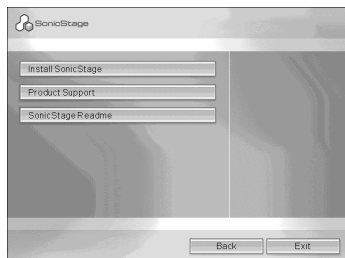 SonicStage
Install SonicStage
Product Support
SonicStage Readme
Back
Exit